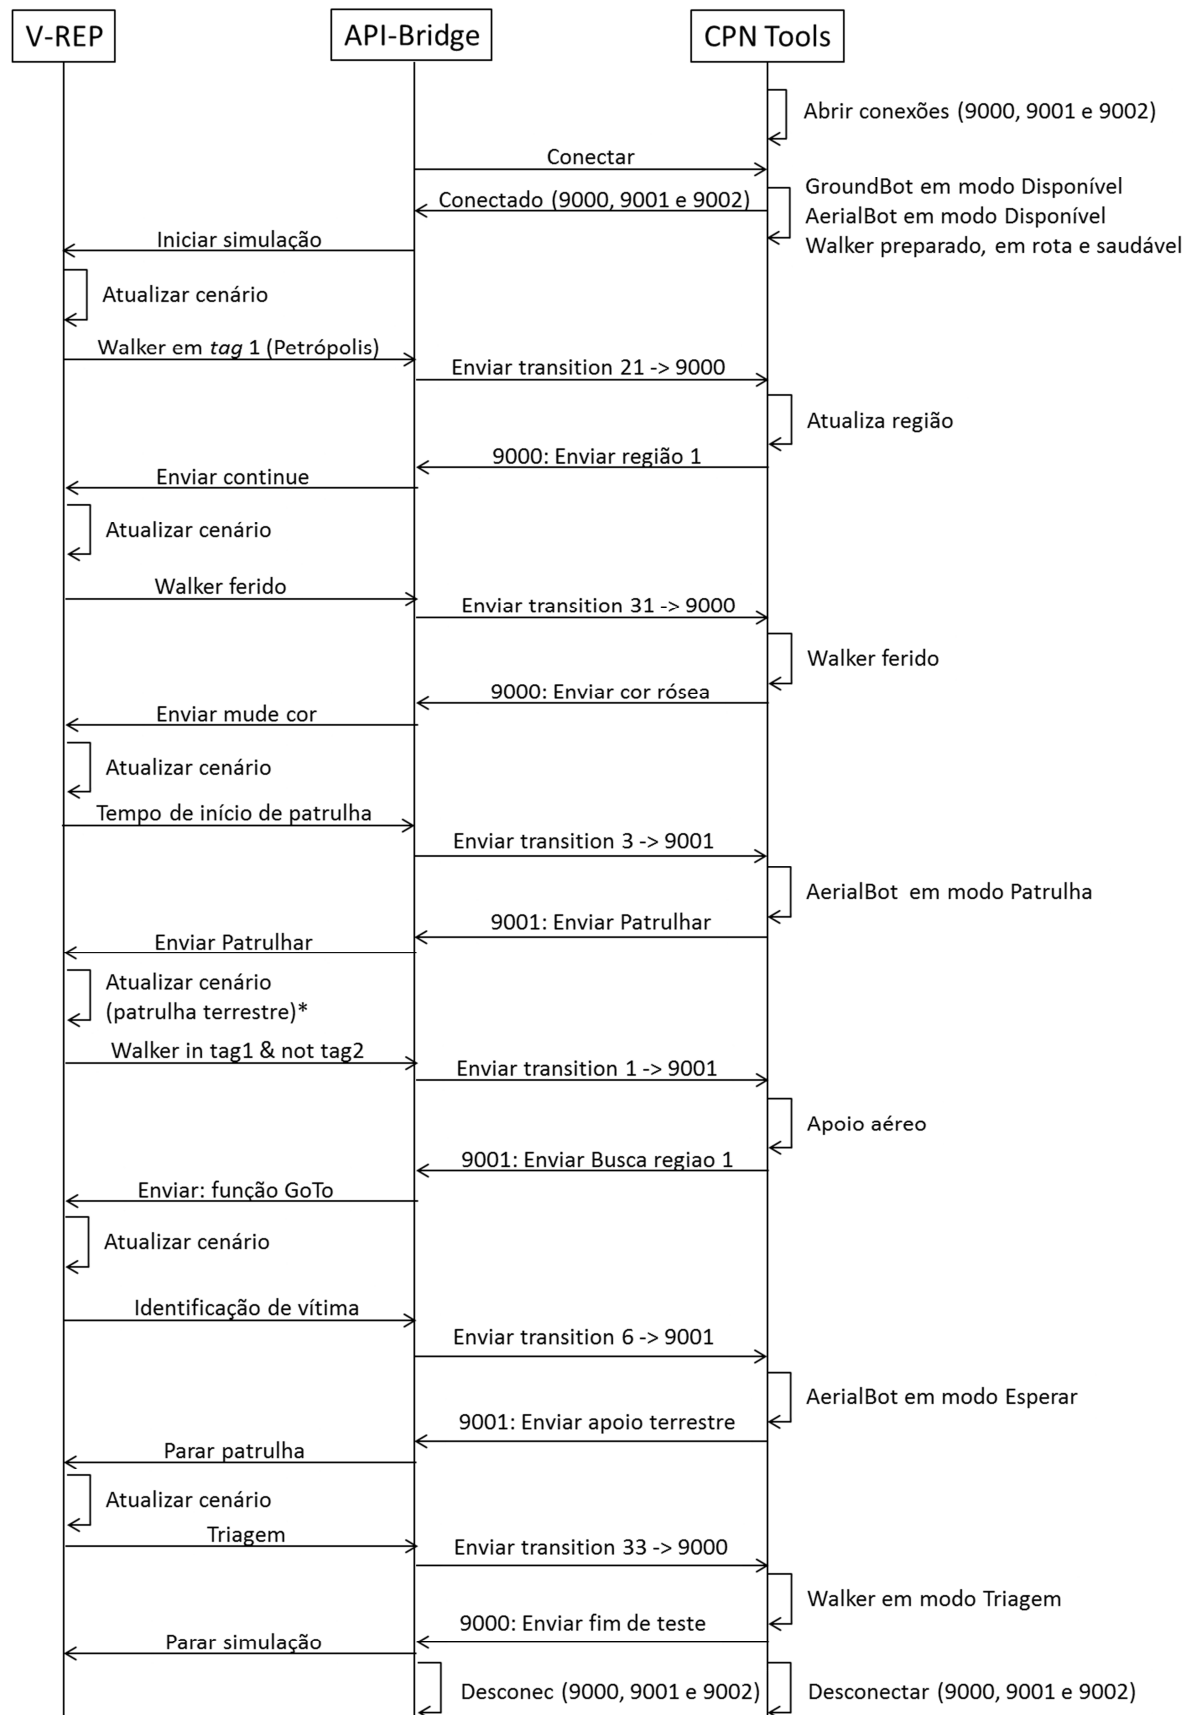 V-REP
API-Bridge
CPN Tools
Abrir conexões (9000, 9001 e 9002)
Conectar
Conectado (9000, 9001 e 9002)
GroundBot em modo Disponível
AerialBot em modo Disponível
Walker preparado, em rota e saudável
Iniciar simulação
Atualizar cenário
Walker em tag 1 (Petrópolis)
Enviar transition 21 -> 9000
Atualiza região
9000: Enviar região 1
Enviar continue
Atualizar cenário
Walker ferido
Enviar transition 31 -> 9000
Walker ferido
9000: Enviar cor rósea
Enviar mude cor
Atualizar cenário
Tempo de início de patrulha
Enviar transition 3 -> 9001
AerialBot em modo Patrulha
9001: Enviar Patrulhar
Enviar Patrulhar
Atualizar cenário
(patrulha terrestre)*
Walker in tag1 & not tag2
Enviar transition 1 -> 9001
Apoio aéreo
9001: Enviar Busca regiao 1
Enviar: função GoTo
Atualizar cenário
Identificação de vítima
Enviar transition 6 -> 9001
AerialBot em modo Esperar
9001: Enviar apoio terrestre
Parar patrulha
Atualizar cenário
Triagem
Enviar transition 33 -> 9000
Walker em modo Triagem
9000: Enviar fim de teste
Parar simulação
Desconec (9000, 9001 e 9002)
Desconectar (9000, 9001 e 9002)